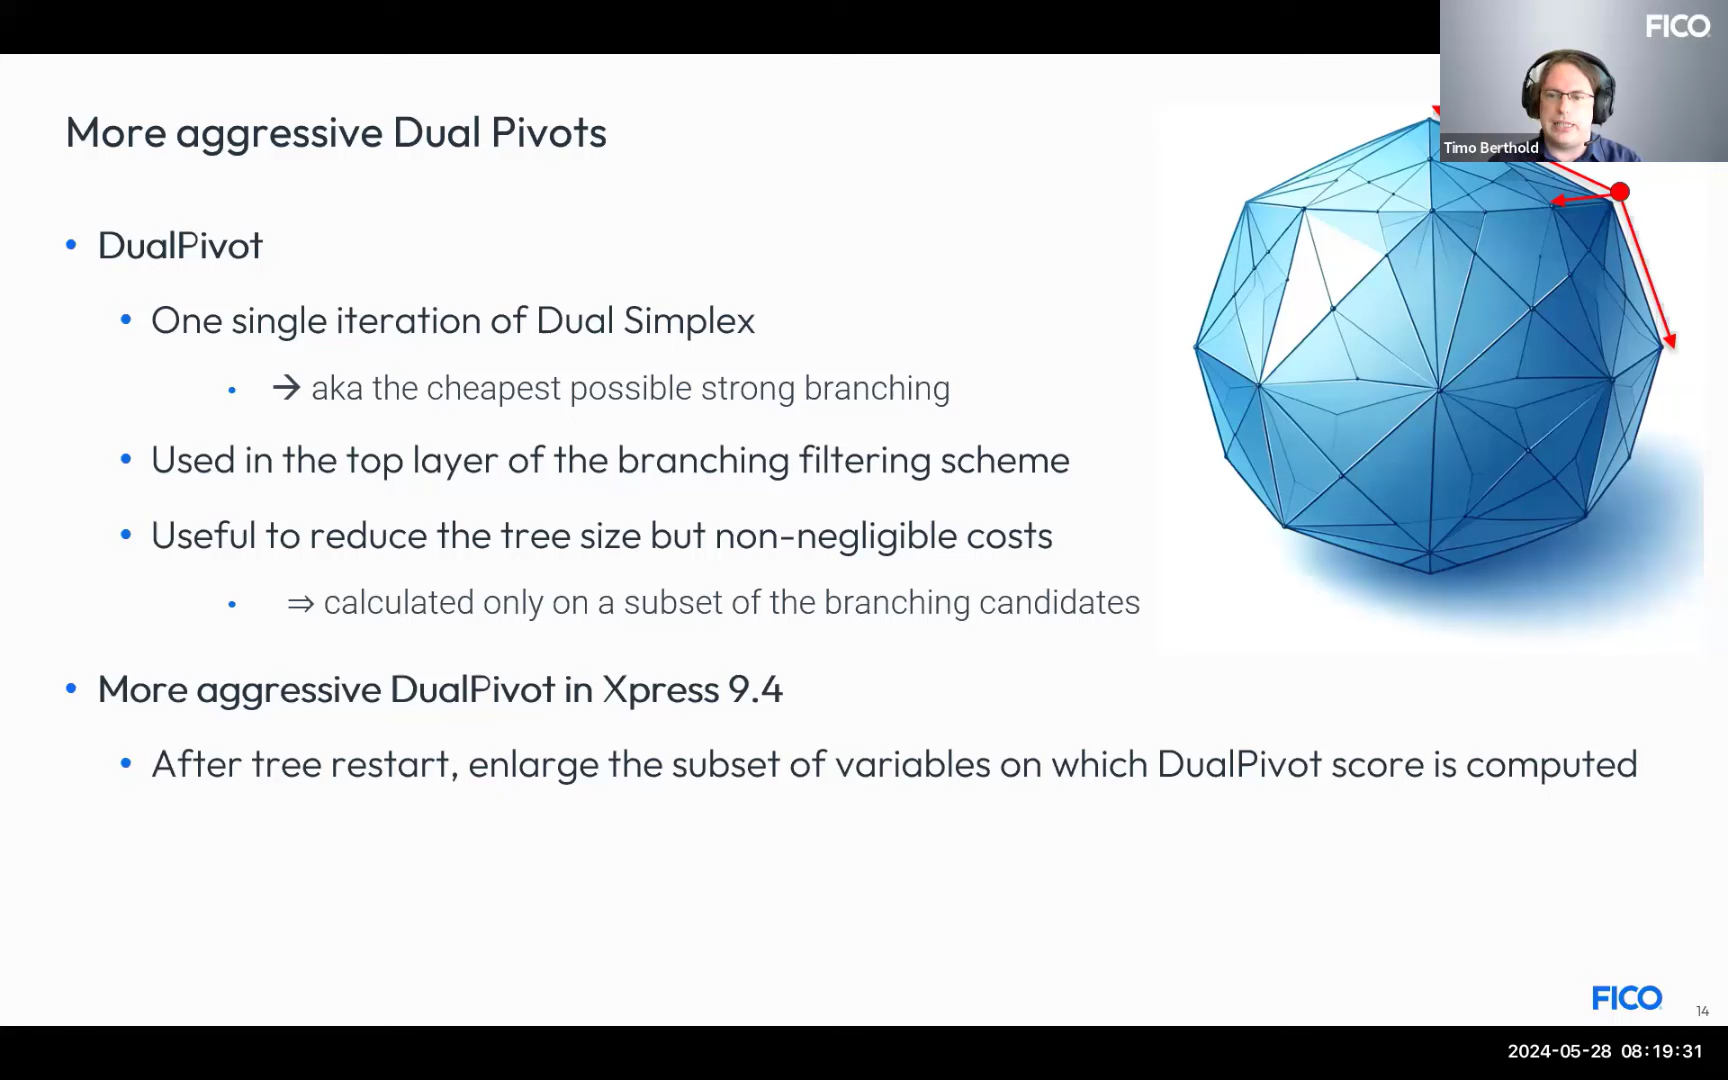 FICO
Timo Berthold
More aggressive Dual Pivots
• DualPivot
• One single iteration of Dual Simplex
• → aka the cheapest possible strong branching
• Used in the top layer of the branching filtering scheme
• Useful to reduce the tree size but non-negligible costs
• ⇒ calculated only on a subset of the branching candidates
• More aggressive DualPivot in Xpress 9.4
• After tree restart, enlarge the subset of variables on which DualPivot score is computed
FICO
14
2024-05-28 08:19:31